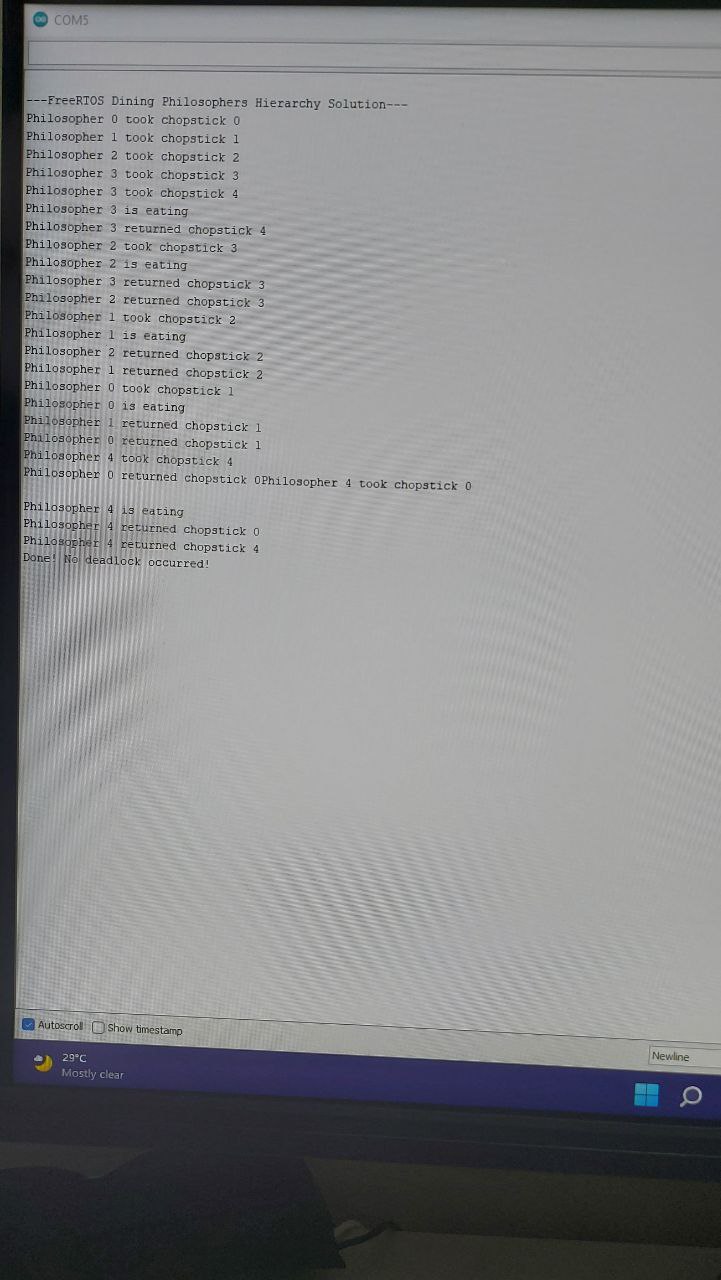 COM5
---FreeRTOS Dining Philosophers Hierarchy Solution---
Philosopher 0 took chopstick 0
Philosopher 1 took chopstick 1
Philosopher 2 took chopstick 2
Philosopher 3 took chopstick 3
Philosopher 3 took chopstick 4
Philosopher 3 is eating
Philosopher 3 returned chopstick 4
Philosopher 2 took chopstick 3
Philosopher 2 is eating
Philosopher 3 returned chopstick 3
Philosopher 2 returned chopstick 3
Philosopher 1 took chopstick 2
Philosopher 1 is eating
Philosopher 2 returned chopstick 2
Philosopher 1 returned chopstick 2
Philosopher 0 took chopstick 1
Philosopher 0 is eating
Philosopher 1 returned chopstick 1
Philosopher 0 returned chopstick 1
Philosopher 4 took chopstick 4
Philosopher 0 returned chopstick 0Philosopher 4 took chopstick 0
Philosopher 4 is eating
Philosopher 4 returned chopstick 0
Philosopher 4 returned chopstick 4
Done! No deadlock occurred!
Autoscroll Show timestamp
Newline
29°C
Mostly clear